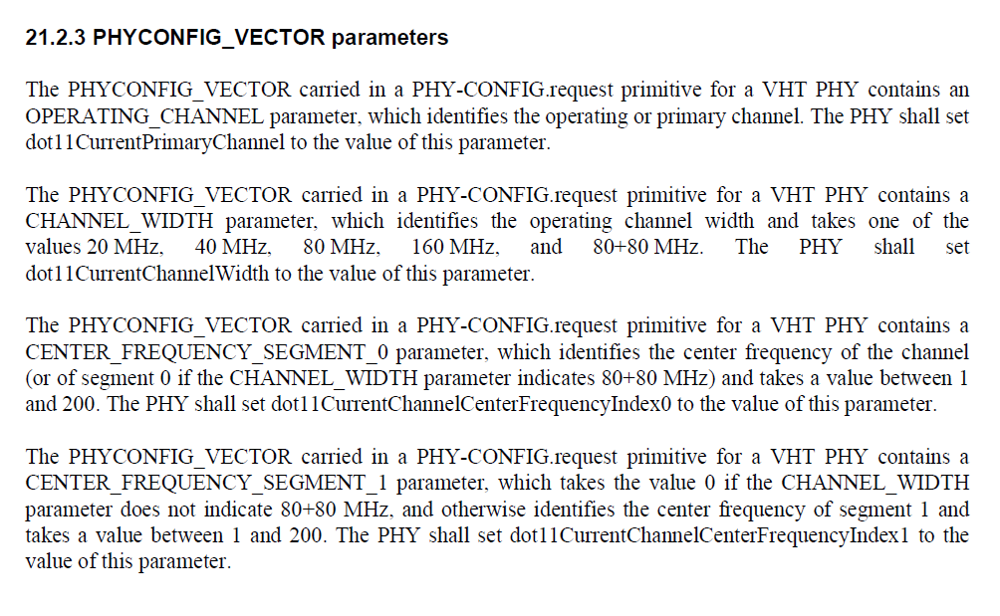 21.2.3 PHYCONFIG_VECTOR parameters
The PHYCONFIG_VECTOR carried in a PHY-CONFIG.request primitive for a VHT PHY contains an
OPERATING_CHANNEL parameter, which identifies the operating or primary channel. The PHY shall set
dot11CurrentPrimaryChannel to the value of this parameter.
The PHYCONFIG_VECTOR carried in a PHY-CONFIG.request primitive for a VHT PHY contains a
CHANNEL_WIDTH parameter, which identifies the operating channel width and takes one of the
values 20 MHz, 40 MHz, 80 MHz, 160 MHz, and 80+80 MHz. The PHY shall set
dot11CurrentChannelWidth to the value of this parameter.
The PHYCONFIG_VECTOR carried in a PHY-CONFIG.request primitive for a VHT PHY contains a
CENTER_FREQUENCY_SEGMENT_0 parameter, which identifies the center frequency of the channel
(or of segment 0 if the CHANNEL_WIDTH parameter indicates 80+80 MHz) and takes a value between 1
and 200. The PHY shall set dot11CurrentChannelCenterFrequencyIndex0 to the value of this parameter.
The PHYCONFIG_VECTOR carried in a PHY-CONFIG.request primitive for a VHT PHY contains a
CENTER_FREQUENCY_SEGMENT_1 parameter, which takes the value 0 if the CHANNEL_WIDTH
parameter does not indicate 80+80 MHz, and otherwise identifies the center frequency of segment 1 and
takes a value between 1 and 200. The PHY shall set dot11CurrentChannelCenterFrequencyIndex1 to the
value of this parameter.